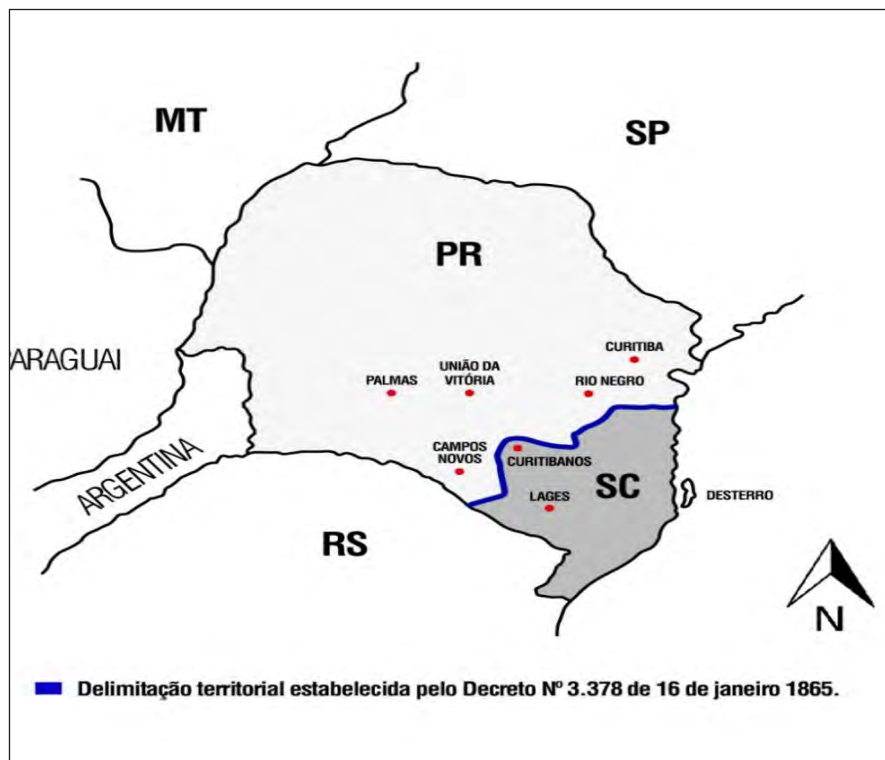 MT
SP
PR
CURITIBA
ARAGUAI
PALMAS
UNIÃO DA
VITÓRIA
RIO NEGRO
ARGENTINA
CAMPOS
NOVOS
CURITIBANOS
SC
LAGES
DESTERRO
RS
N
Delimitação territorial estabelecida pelo Decreto Nº 3.378 de 16 de janeiro 1865.